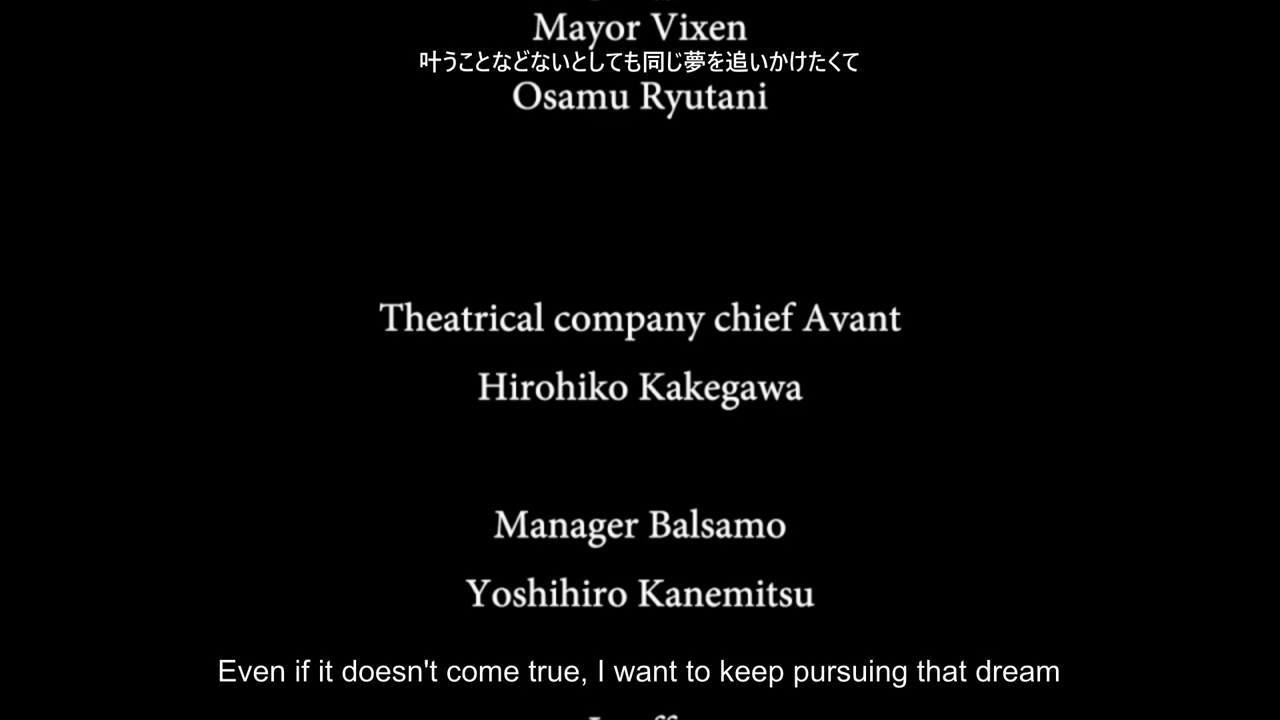 Mayor Vixen
叶うことなどないとしても同じ夢を追いかけたくて
Osamu Ryutani
Theatrical company chief Avant
Hirohiko Kakegawa
Manager Balsamo
Yoshihiro Kanemitsu
Even if it doesn't come true, I want to keep pursuing that dream